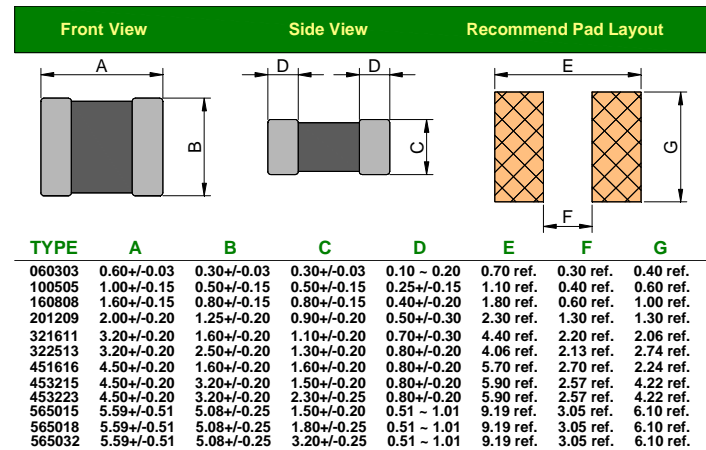 Front View Side View Recommend Pad Layout
A D D E
B C G
F
TYPE A B C D E F G
060303 0.60+/-0.03 0.30+/-0.03 0.30+/-0.03 0.10 ~ 0.20 0.70 ref. 0.30 ref. 0.40 ref.
100505 1.00+/-0.15 0.50+/-0.15 0.50+/-0.15 0.25+/-0.15 1.10 ref. 0.40 ref. 0.60 ref.
160808 1.60+/-0.15 0.80+/-0.15 0.80+/-0.15 0.40+/-0.20 1.80 ref. 0.60 ref. 1.00 ref.
201209 2.00+/-0.20 1.25+/-0.20 0.90+/-0.20 0.50+/-0.30 2.30 ref. 1.30 ref. 1.30 ref.
321611 3.20+/-0.20 1.60+/-0.20 1.10+/-0.20 0.70+/-0.30 4.40 ref. 2.20 ref. 2.06 ref.
322513 3.20+/-0.20 2.50+/-0.20 1.30+/-0.20 0.80+/-0.20 4.06 ref. 2.13 ref. 2.74 ref.
451616 4.50+/-0.20 1.60+/-0.20 1.60+/-0.20 0.80+/-0.20 5.70 ref. 2.70 ref. 2.24 ref.
453215 4.50+/-0.20 3.20+/-0.20 1.50+/-0.20 0.80+/-0.20 5.90 ref. 2.57 ref. 4.22 ref.
453223 4.50+/-0.20 3.20+/-0.20 2.30+/-0.25 0.80+/-0.20 5.90 ref. 2.57 ref. 4.22 ref.
565015 5.59+/-0.51 5.08+/-0.25 1.50+/-0.20 0.51 ~ 1.01 9.19 ref. 3.05 ref. 6.10 ref.
565018 5.59+/-0.51 5.08+/-0.25 1.80+/-0.25 0.51 ~ 1.01 9.19 ref. 3.05 ref. 6.10 ref.
565032 5.59+/-0.51 5.08+/-0.25 3.20+/-0.25 0.51 ~ 1.01 9.19 ref. 3.05 ref. 6.10 ref.